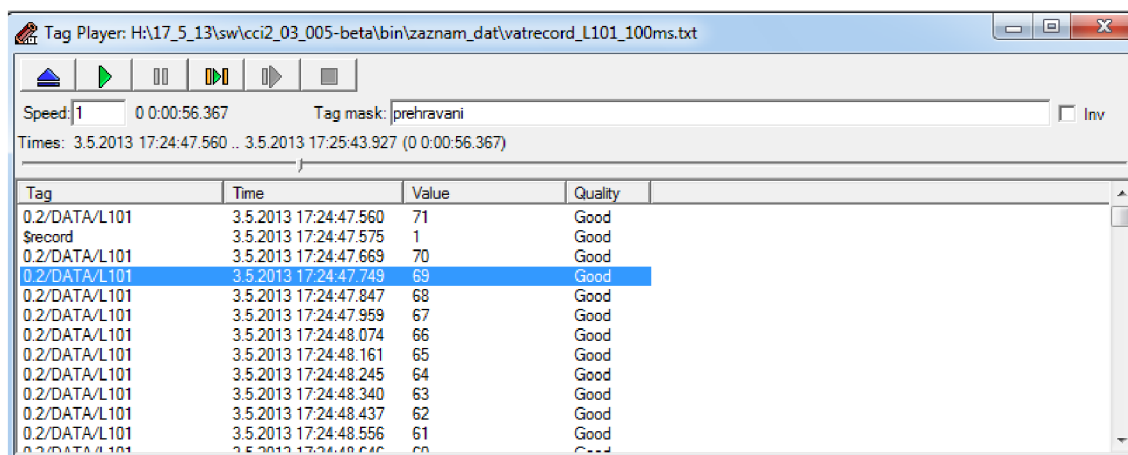 Tag Player: H:\17_5_13\sw\cci2_03_005-beta\bin\zaznam_dat\vatrecord_L101_100ms.txt
Speed: 1 0 0:00:56.367 Tag mask: prehravani Inv
Times: 3.5.2013 17:24:47.560 .. 3.5.2013 17:25:43.927 (0 0:00:56.367)
Tag Time Value Quality
0.2/DATA/L101 3.5.2013 17:24:47.560 71 Good
$record 3.5.2013 17:24:47.575 1 Good
0.2/DATA/L101 3.5.2013 17:24:47.669 70 Good
0.2/DATA/L101 3.5.2013 17:24:47.749 69 Good
0.2/DATA/L101 3.5.2013 17:24:47.847 68 Good
0.2/DATA/L101 3.5.2013 17:24:47.959 67 Good
0.2/DATA/L101 3.5.2013 17:24:48.074 66 Good
0.2/DATA/L101 3.5.2013 17:24:48.161 65 Good
0.2/DATA/L101 3.5.2013 17:24:48.245 64 Good
0.2/DATA/L101 3.5.2013 17:24:48.340 63 Good
0.2/DATA/L101 3.5.2013 17:24:48.437 62 Good
0.2/DATA/L101 3.5.2013 17:24:48.556 61 Good